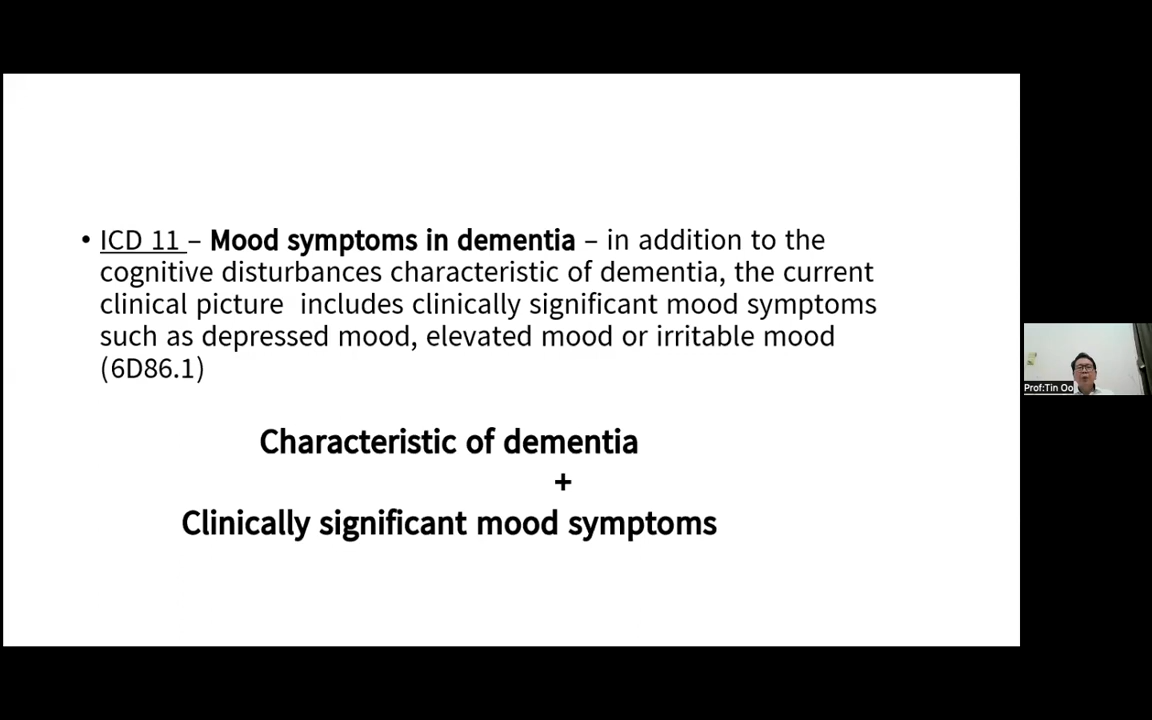 • ICD 11 – Mood symptoms in dementia – in addition to the
cognitive disturbances characteristic of dementia, the current
clinical picture  includes clinically significant mood symptoms
such as depressed mood, elevated mood or irritable mood
(6D86.1)
Characteristic of dementia
+
Clinically significant mood symptoms
Prof:Tin Oo